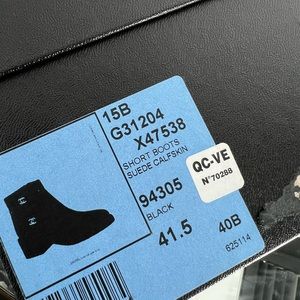 15B
G31204
X47538
SHORT BOOTS
SUEDE CALFSKIN
94305
BLACK
41.5
40B
625114
QC-VE
N°70288